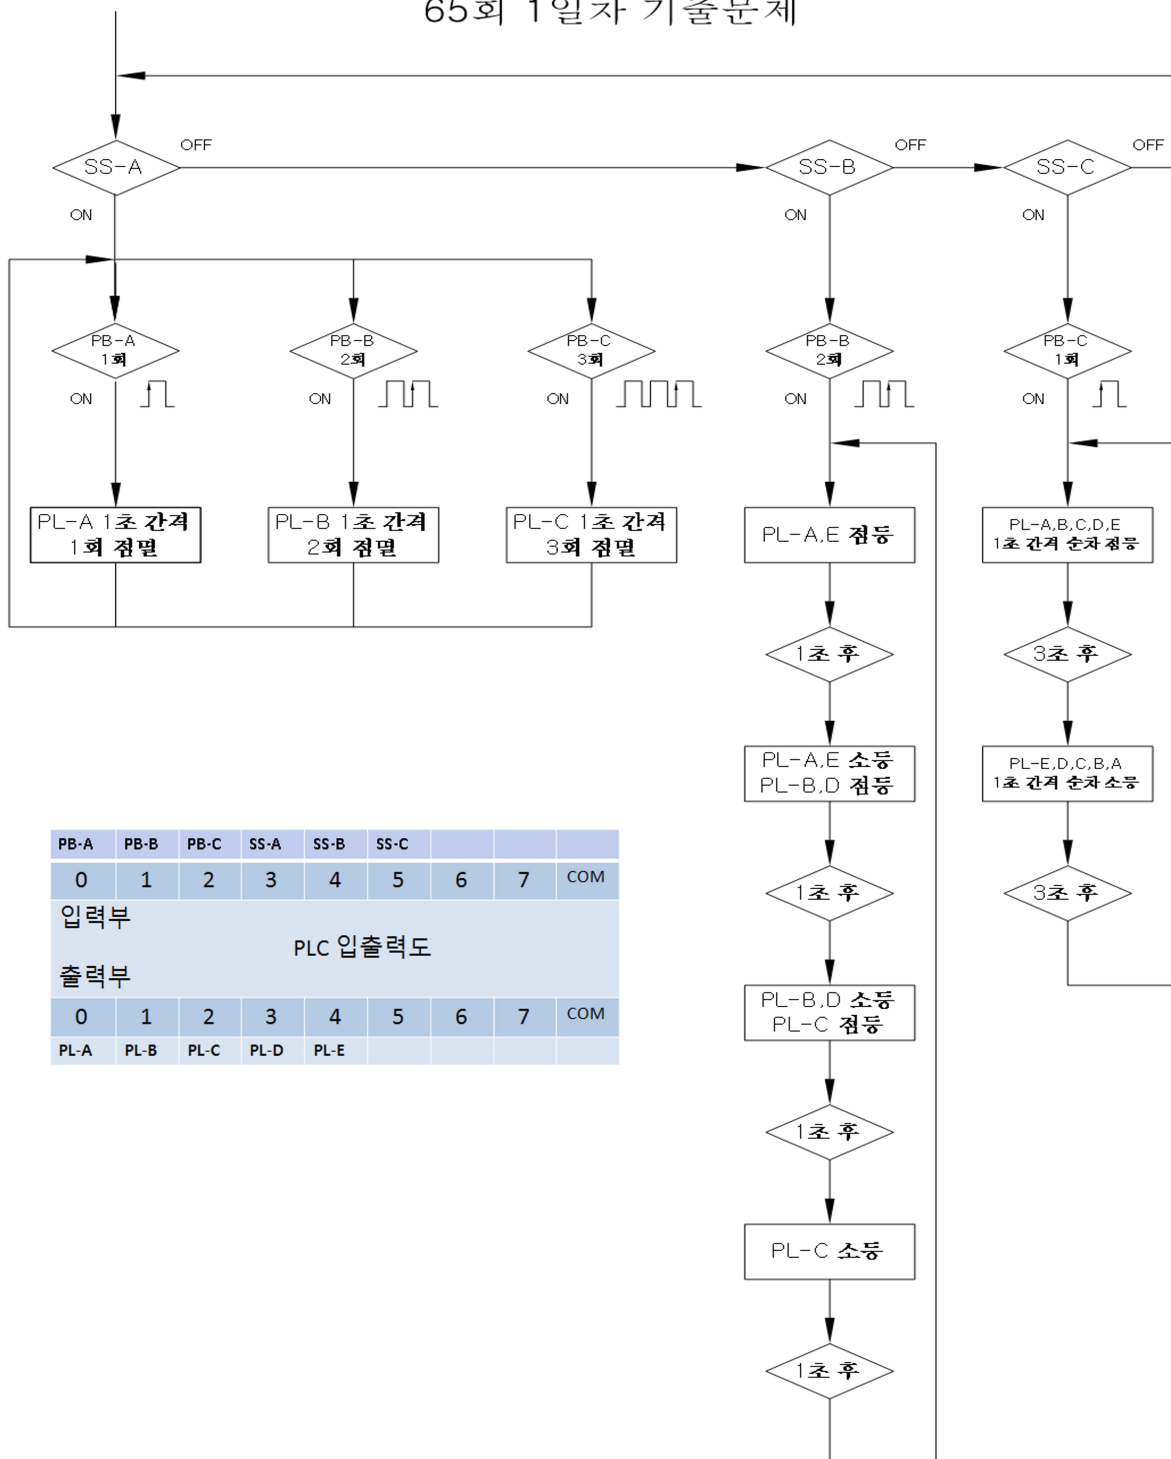 65회 1일차 기출문제
SS-A
OFF
SS-B
OFF
SS-C
OFF
ON
ON
ON
PB-A
1회
PB-B
2회
PB-C
3회
PB-B
2회
PB-C
1회
ON
ON
ON
ON
ON
PL-A 1초 간격
1회 점멸
PL-B 1초 간격
2회 점멸
PL-C 1초 간격
3회 점멸
PL-A,E 점등
PL-A,B,C,D,E
1초 간격 순차 점등
1초 후
3초 후
PL-A,E 소등
PL-B,D 점등
PL-E,D,C,B,A
1초 간격 순차 소등
1초 후
3초 후
PL-B,D 소등
PL-C 점등
1초 후
PL-C 소등
1초 후
PB-A PB-B PB-C SS-A SS-B SS-C
0 1 2 3 4 5 6 7 COM
입력부
PLC 입출력도
출력부
0 1 2 3 4 5 6 7 COM
PL-A PL-B PL-C PL-D PL-E